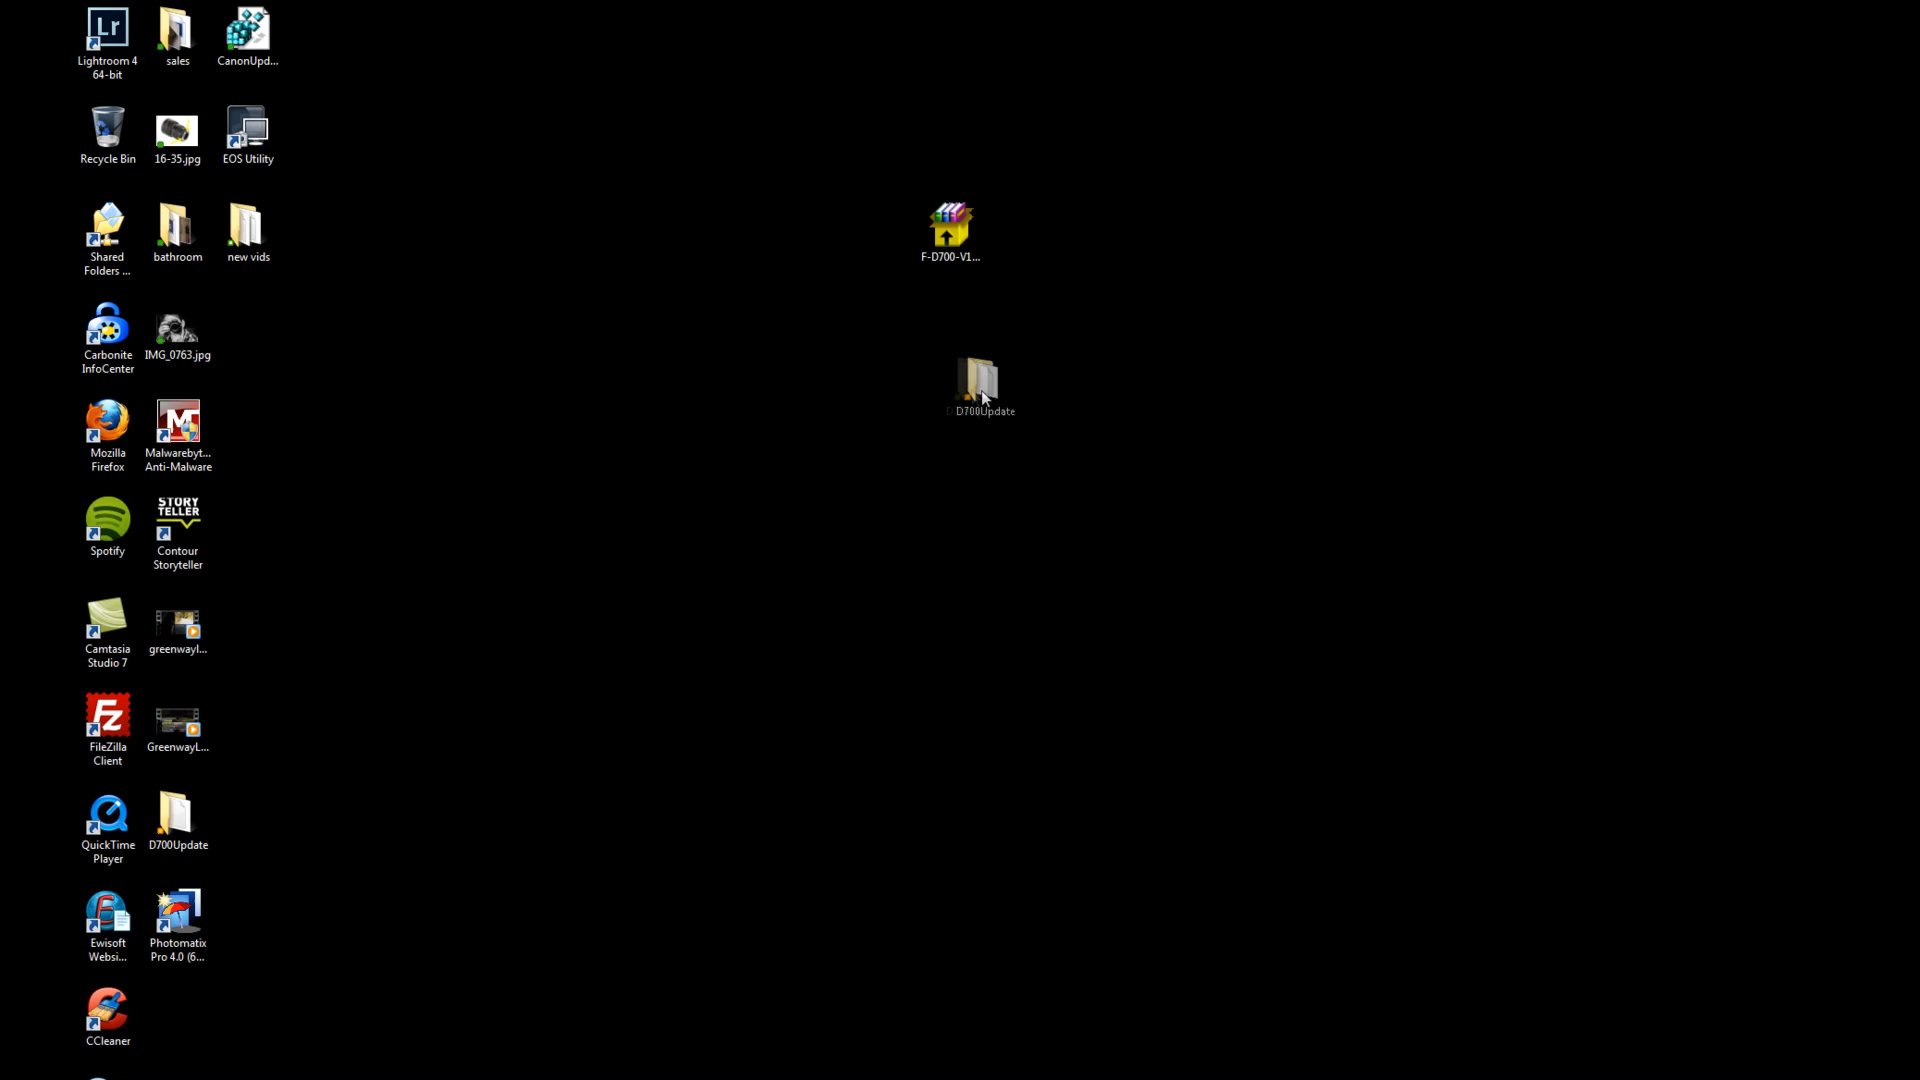 Lr
Lightroom 4
64-bit
sales
CanonUpd...
Recycle Bin
16-35.jpg
EOS Utility
Shared
Folders ...
bathroom
new vids
F-D700-V1...
Carbonite
InfoCenter
IMG_0763.jpg
D700Update
Mozilla
Firefox
Malwarebyt...
Anti-Malware
Spotify
STORY
TELLER
Contour
Storyteller
Camtasia
Studio 7
greenwayl...
Fz
FileZilla
Client
GreenwayL...
QuickTime
Player
D700Update
Ewisoft
Websi...
Photomatix
Pro 4.0 (6...
CCleaner